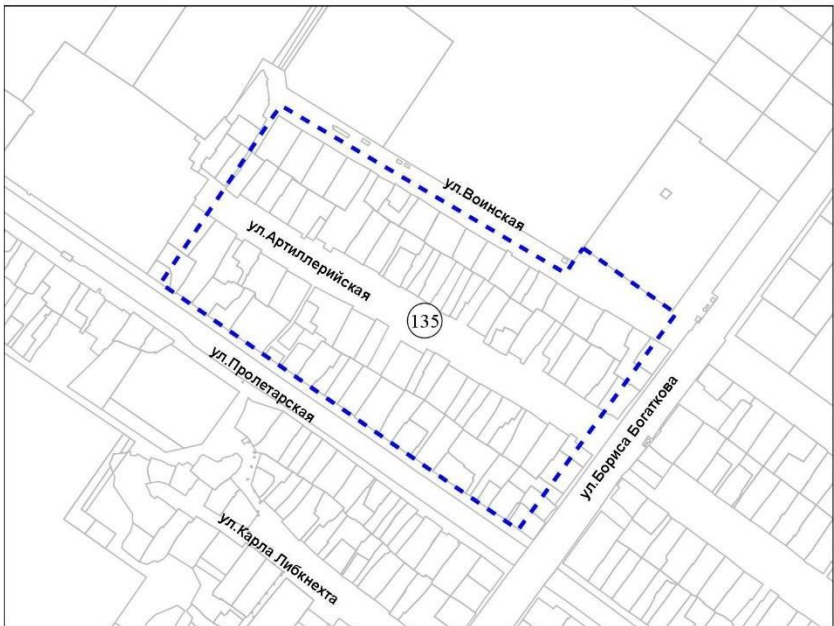 ул.Воинская
ул.Артиллерийская
135
ул.Пролетарская
ул.Бориса Богаткова
ул.Карла Либкнехта